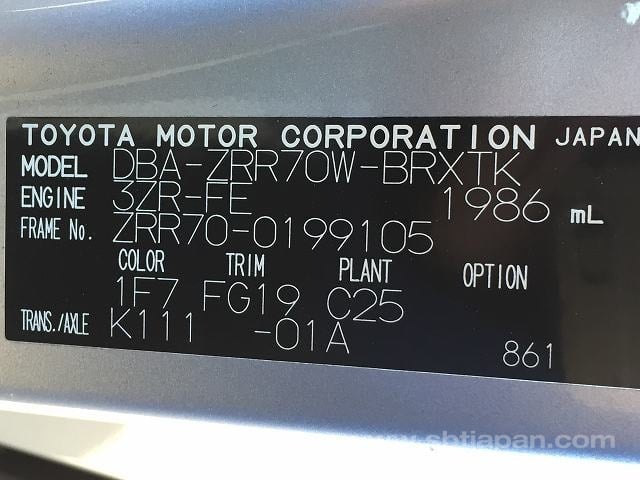 TOYOTA MOTOR CORPORATION JAPAN
MODEL DBA-ZRR70W-BRXTK
ENGINE 3ZR-FE 1986 mL
FRAME No. ZRR70-0199105
COLOR TRIM PLANT OPTION
1F7 FG19 C25
TRANS./AXLE K111 -01A
861
www.sbtjapan.com